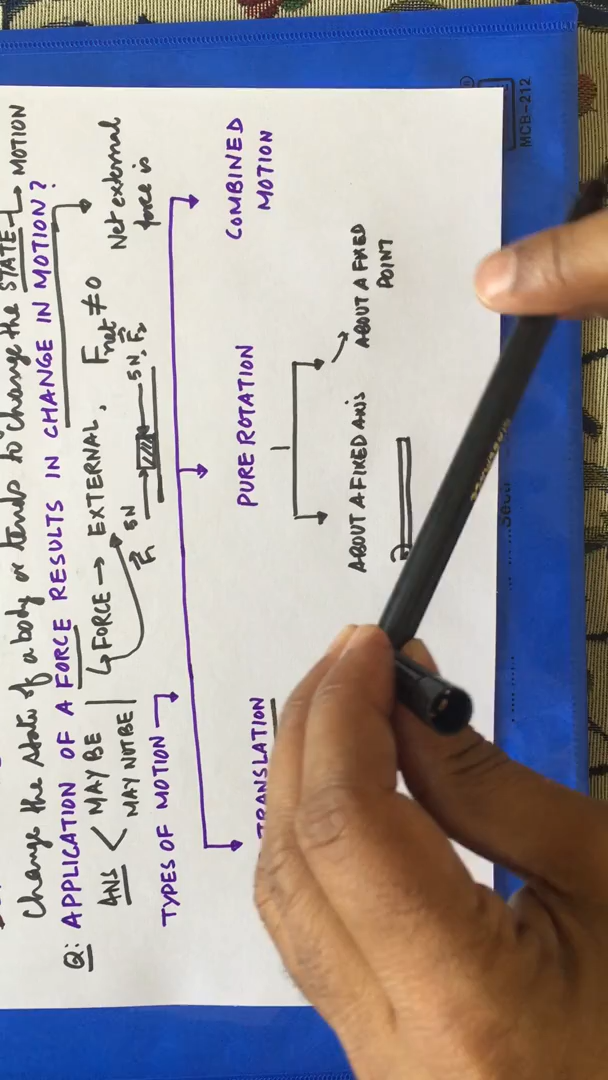 Change the state of a body or tends to change the STATE → MOTION
Q: APPLICATION OF A FORCE RESULTS IN CHANGE IN MOTION?
ANS < MAY BE
MAY NOT BE
↳ FORCE → EXTERNAL, Fnet ≠ 0
Net external
force is
F₁ 5N
5N, F₂
TYPES OF MOTION
TRANSLATION
PURE ROTATION
COMBINED
MOTION
ABOUT A FIXED AXIS
ABOUT A FIXED
POINT
MCB-212